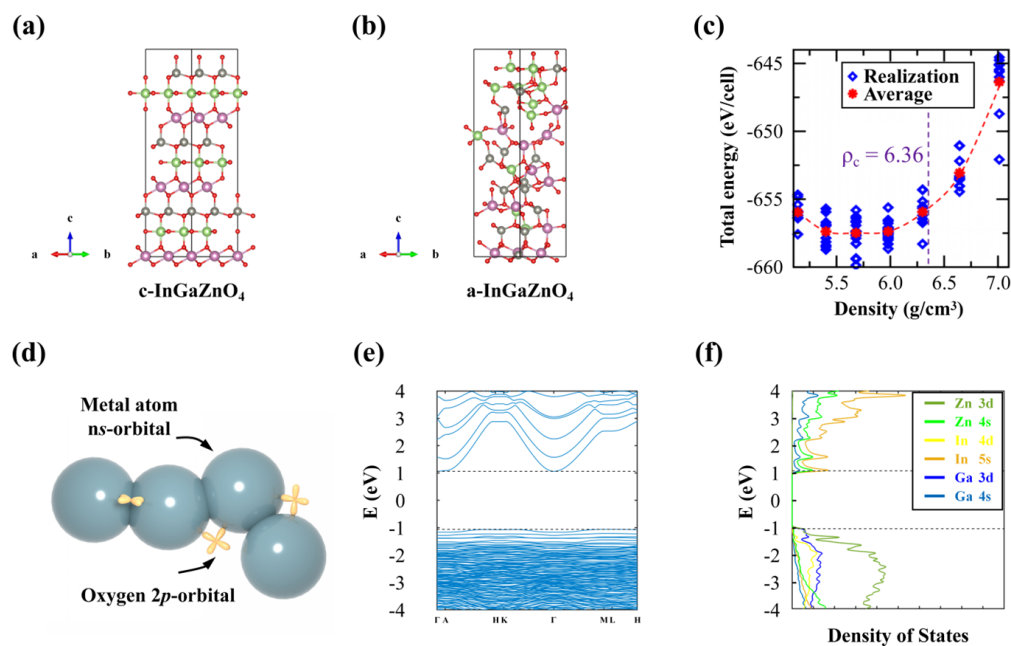 (a)
c
a
b
c-InGaZnO₄
(b)
c
a
b
a-InGaZnO₄
(c)
Total energy (eV/cell)
-645
-650
-655
-660
Realization
Average
ρc = 6.36
5.5
6.0
6.5
7.0
Density (g/cm³)
(d)
Metal atom
ns-orbital
Oxygen 2p-orbital
(e)
E (eV)
4
3
2
1
0
-1
-2
-3
-4
Γ A H K Γ M L H
(f)
E (eV)
4
3
2
1
0
-1
-2
-3
-4
Zn 3d
Zn 4s
In 4d
In 5s
Ga 3d
Ga 4s
Density of States